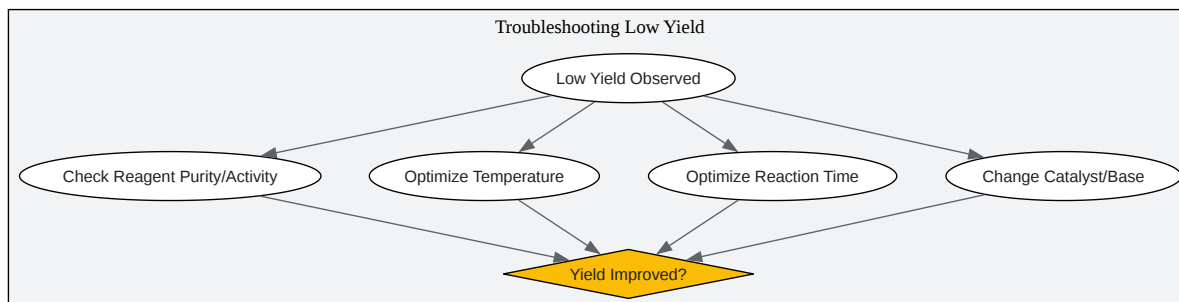 Troubleshooting Low Yield
Low Yield Observed
Check Reagent Purity/Activity
Optimize Temperature
Optimize Reaction Time
Change Catalyst/Base
Yield Improved?